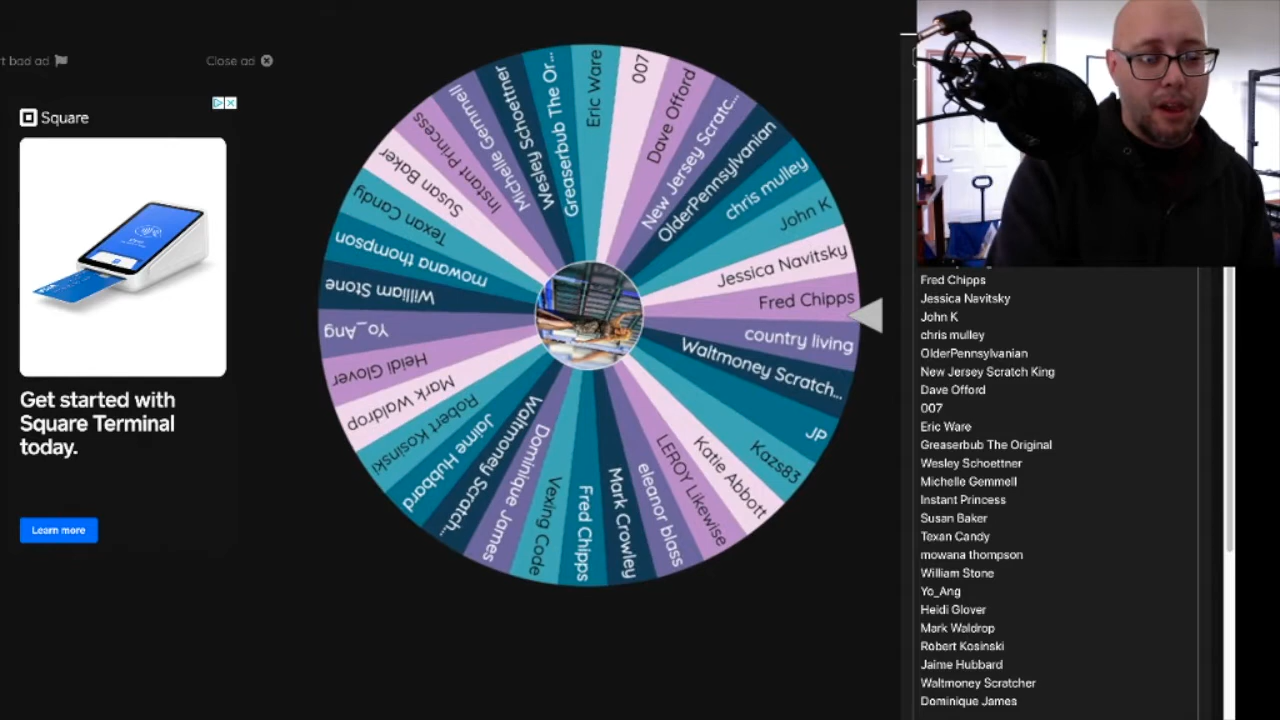 t bad ad
Close ad
Square
Get started with
Square Terminal
today.
Learn more
Eric Ware
007
Dave Offord
New Jersey Scratc...
OlderPennsylvanian
chris mulley
John K
Jessica Navitsky
Fred Chipps
country living
Waltmoney Scratch...
JP
Kazs83
Katie Abbott
LEROY Likewise
eleanor blass
Mark Crowley
Fred Chipps
Vexing Code
Dominique James
Waltmoney Scratch...
Jaime Hubbard
Robert Kosinski
Mark Waldrop
Heidi Glover
Yo_Ang
William Stone
mowana thompson
Texan Candy
Susan Baker
Instant Princess
Michelle Gemmell
Wesley Schoettner
Greaserbub The Or...
Fred Chipps
Jessica Navitsky
John K
chris mulley
OlderPennsylvanian
New Jersey Scratch King
Dave Offord
007
Eric Ware
Greaserbub The Original
Wesley Schoettner
Michelle Gemmell
Instant Princess
Susan Baker
Texan Candy
mowana thompson
William Stone
Yo_Ang
Heidi Glover
Mark Waldrop
Robert Kosinski
Jaime Hubbard
Waltmoney Scratcher
Dominique James